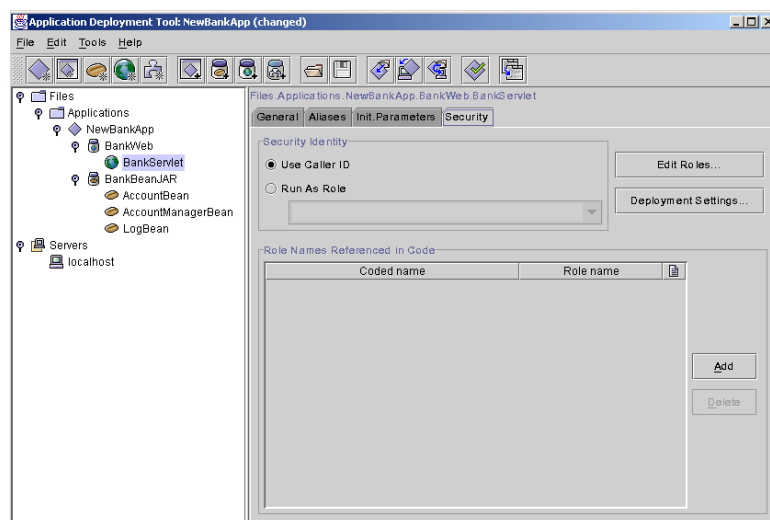 Application Deployment Tool: NewBankApp (changed)
File Edit Tools Help
Files
Applications
NewBankApp
BankWeb
BankServlet
BankBeanJAR
AccountBean
AccountManagerBean
LogBean
Servers
localhost
Files.Applications.NewBankApp.BankWeb.BankServlet
General Aliases Init.Parameters Security
Security Identity
Use Caller ID
Run As Role
Edit Roles...
Deployment Settings...
Role Names Referenced in Code
Coded name Role name
Add
Delete